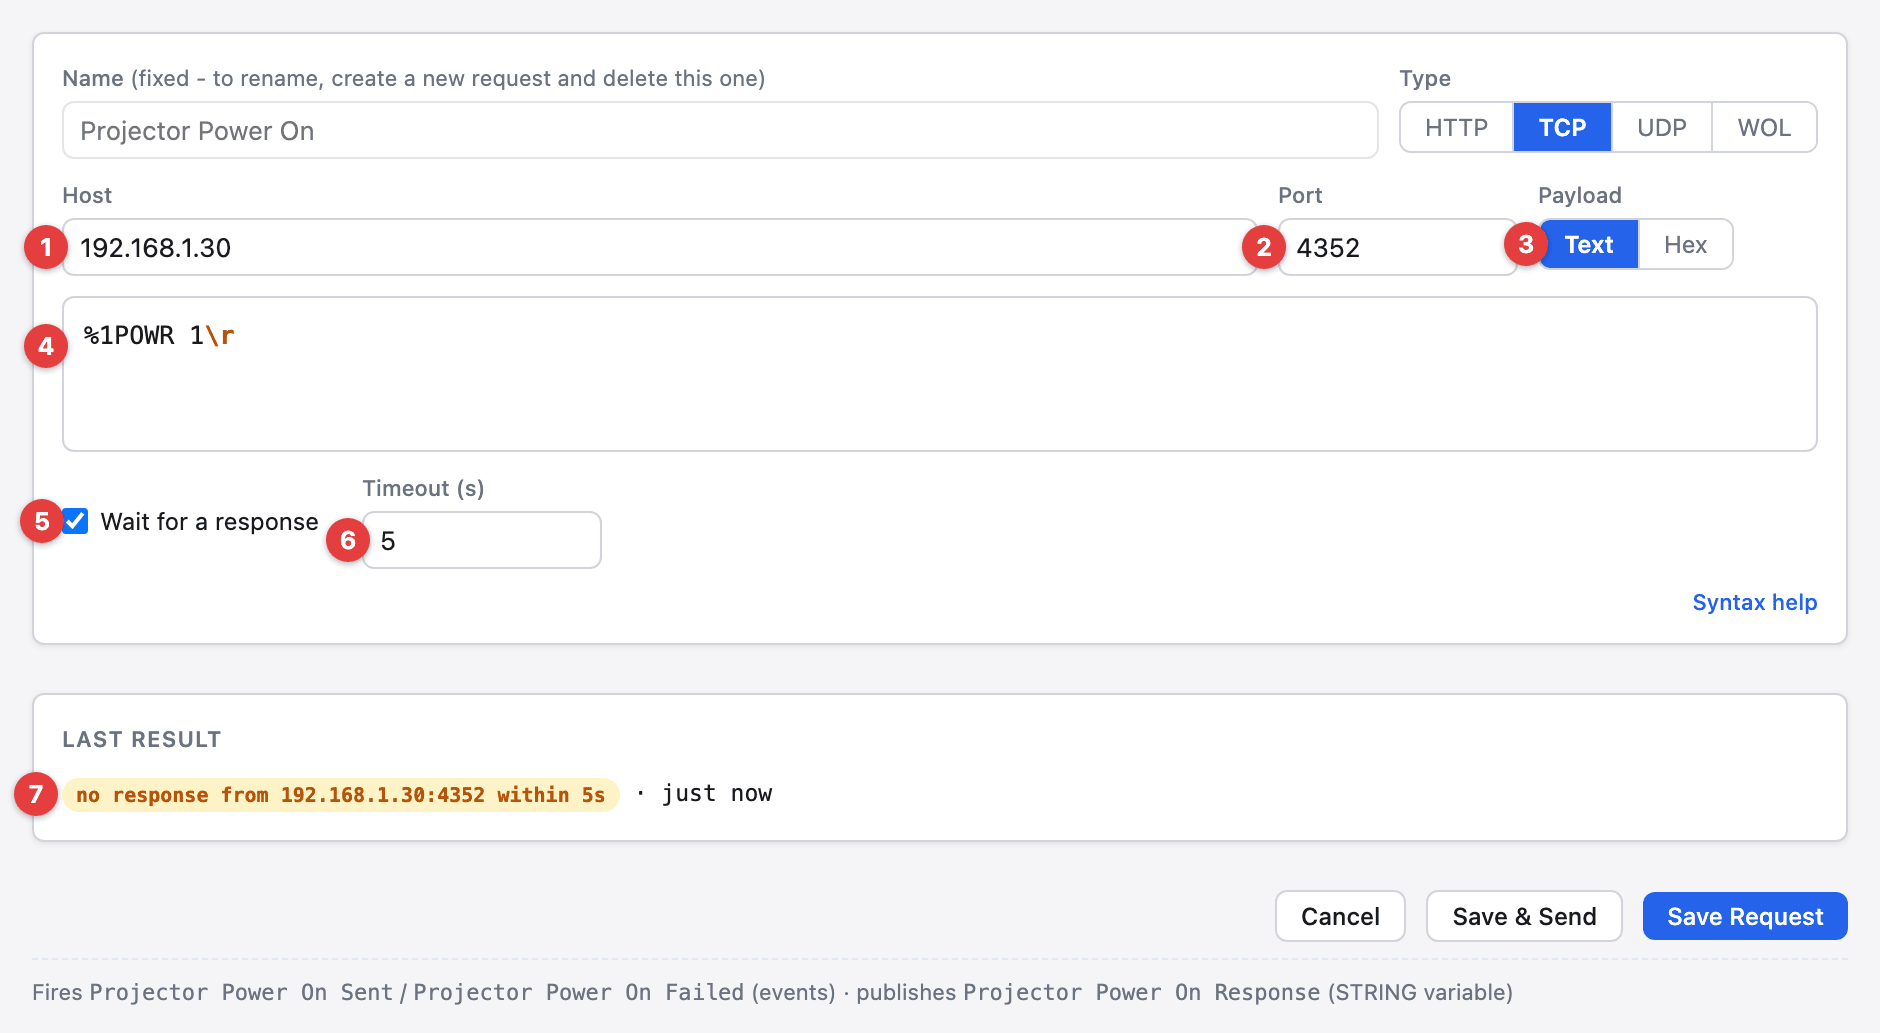 Name (fixed - to rename, create a new request and delete this one)
Type
Projector Power On
HTTP TCP UDP WOL
Host
Port
Payload
1 192.168.1.30
2 4352
3 Text Hex
4 %1POWR 1\r
Timeout (s)
5 Wait for a response
6 5
Syntax help
LAST RESULT
7 no response from 192.168.1.30:4352 within 5s · just now
Cancel Save & Send Save Request
Fires Projector Power On Sent / Projector Power On Failed (events) · publishes Projector Power On Response (STRING variable)